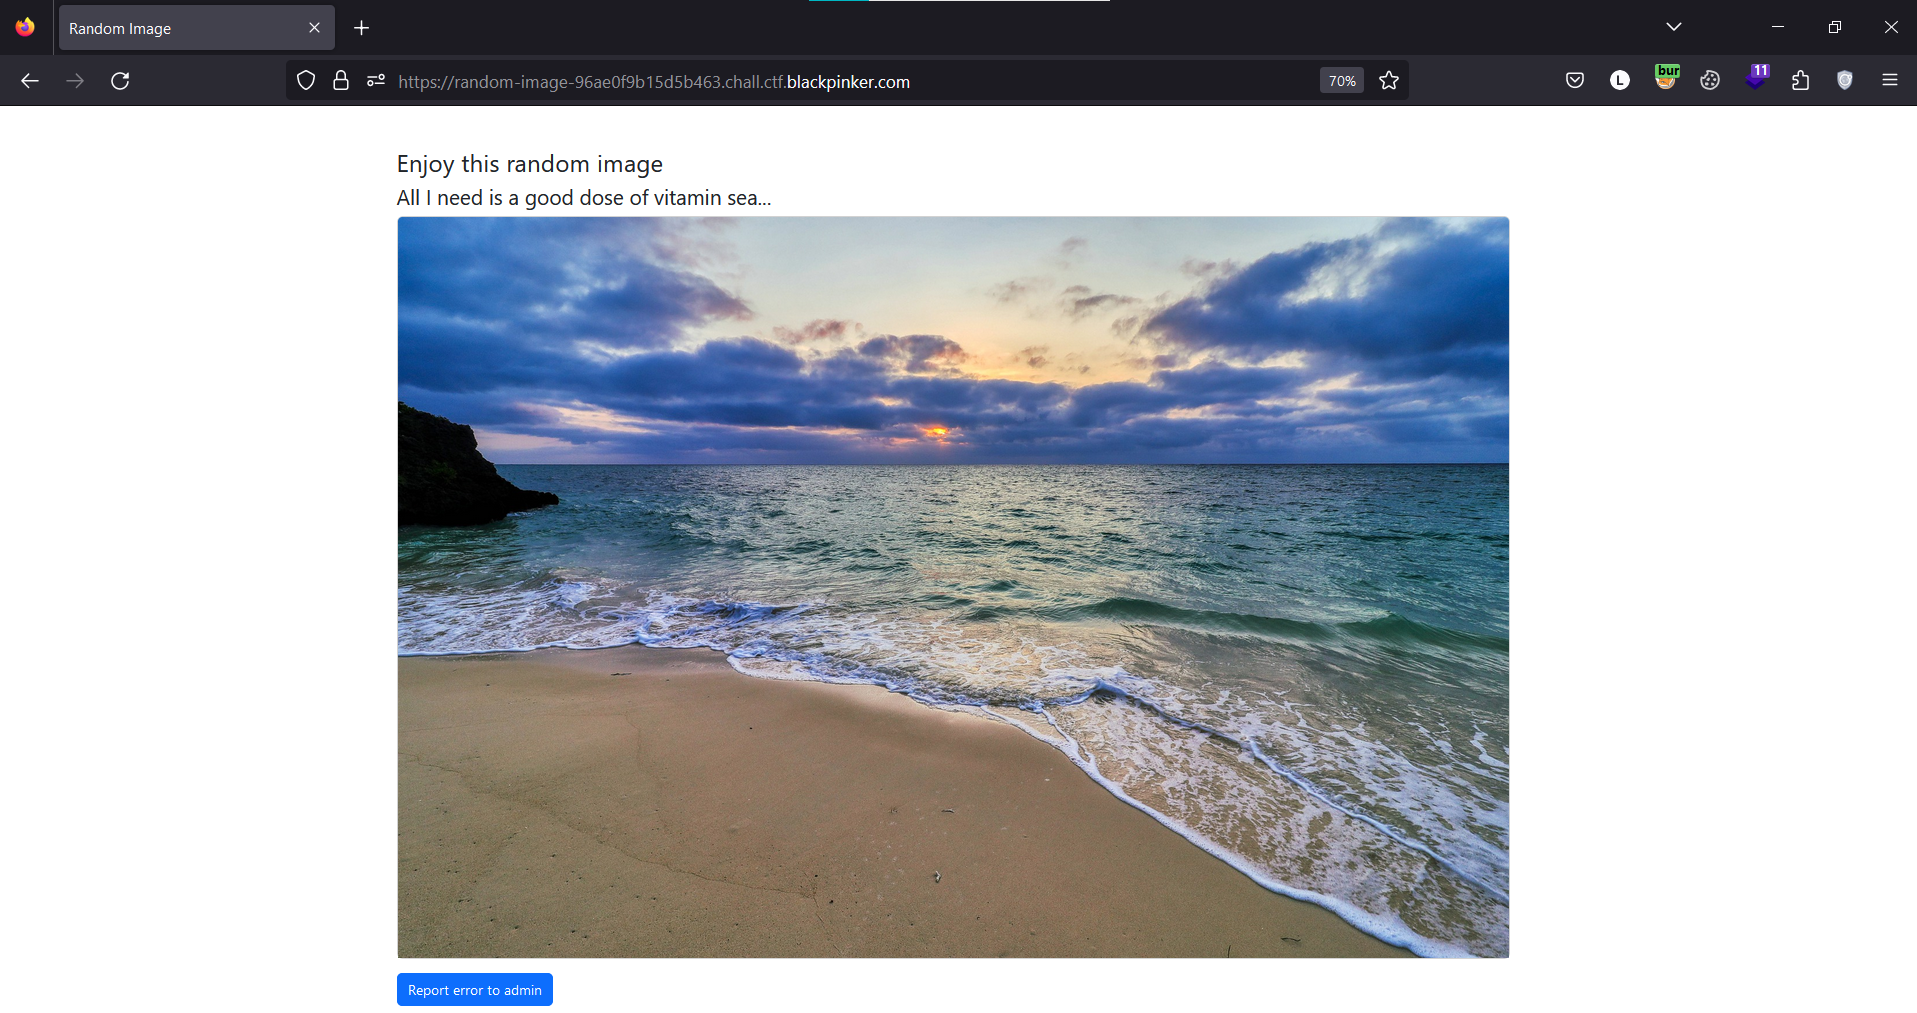 Random Image
https://random-image-96ae0f9b15d5b463.chall.ctf.blackpinker.com
70%
L
bur
11
Enjoy this random image
All I need is a good dose of vitamin sea...
Report error to admin